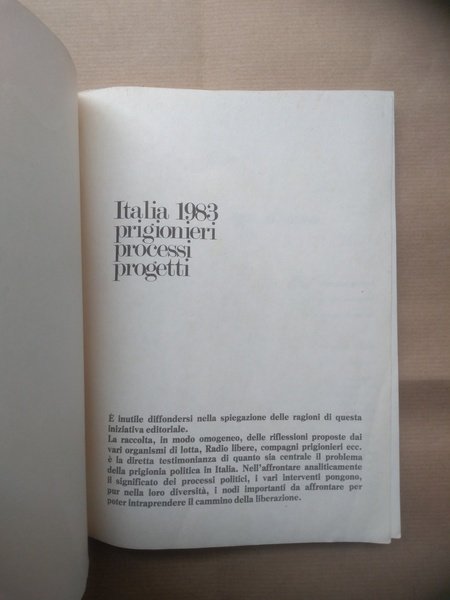 Italia 1983
prigionieri
processi
progetti
È inutile diffondersi nella spiegazione delle ragioni di questa
iniziativa editoriale.
La raccolta, in modo omogeneo, delle riflessioni proposte dai
vari organismi di lotta, Radio libere, compagni prigionieri ecc.
è la diretta testimonianza di quanto sia centrale il problema
della prigionia politica in Italia. Nell'affrontare analiticamente
il significato dei processi politici, i vari interventi pongono,
pur nella loro diversità, i nodi importanti da affrontare per
poter intraprendere il cammino della liberazione.